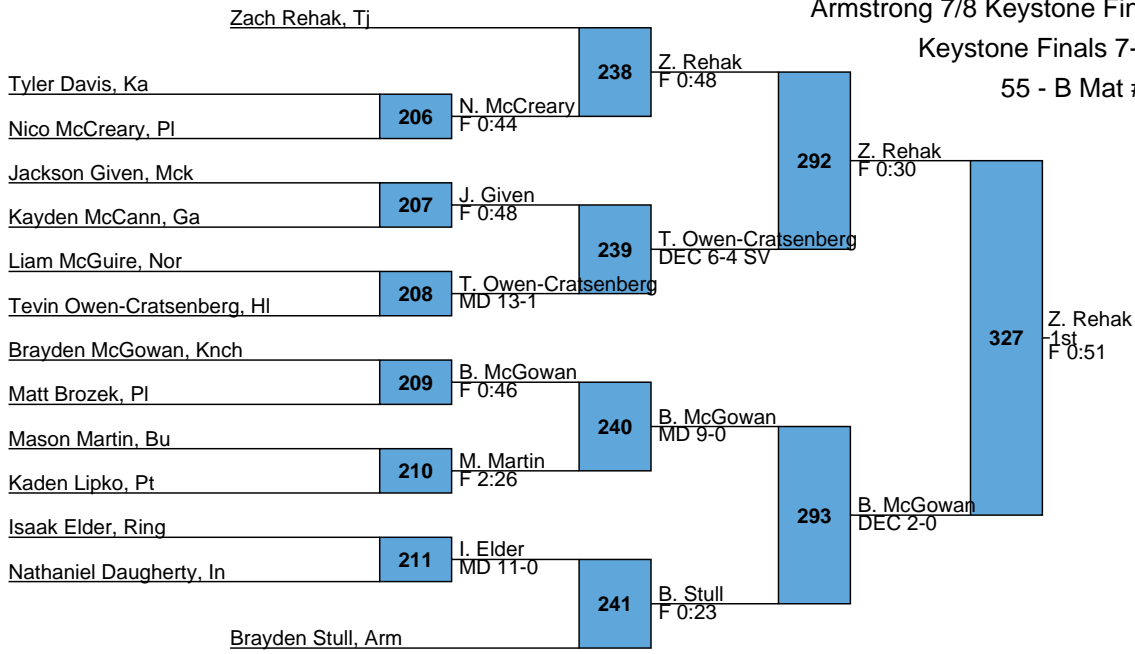 Armstrong 7/8 Keystone Fin
Keystone Finals 7-
55 - B Mat #
Zach Rehak, Tj
238
Z. Rehak
F 0:48
Tyler Davis, Ka
206
N. McCreary
F 0:44
Nico McCreary, Pl
292
Z. Rehak
F 0:30
Jackson Given, Mck
207
J. Given
F 0:48
Kayden McCann, Ga
239
T. Owen-Cratsenberg
DEC 6-4 SV
Liam McGuire, Nor
208
T. Owen-Cratsenberg
MD 13-1
Tevin Owen-Cratsenberg, Hl
327
Z. Rehak
1st
F 0:51
Brayden McGowan, Knch
209
B. McGowan
F 0:46
Matt Brozek, Pl
240
B. McGowan
MD 9-0
Mason Martin, Bu
210
M. Martin
F 2:26
Kaden Lipko, Pt
293
B. McGowan
DEC 2-0
Isaak Elder, Ring
211
I. Elder
MD 11-0
Nathaniel Daugherty, In
241
B. Stull
F 0:23
Brayden Stull, Arm